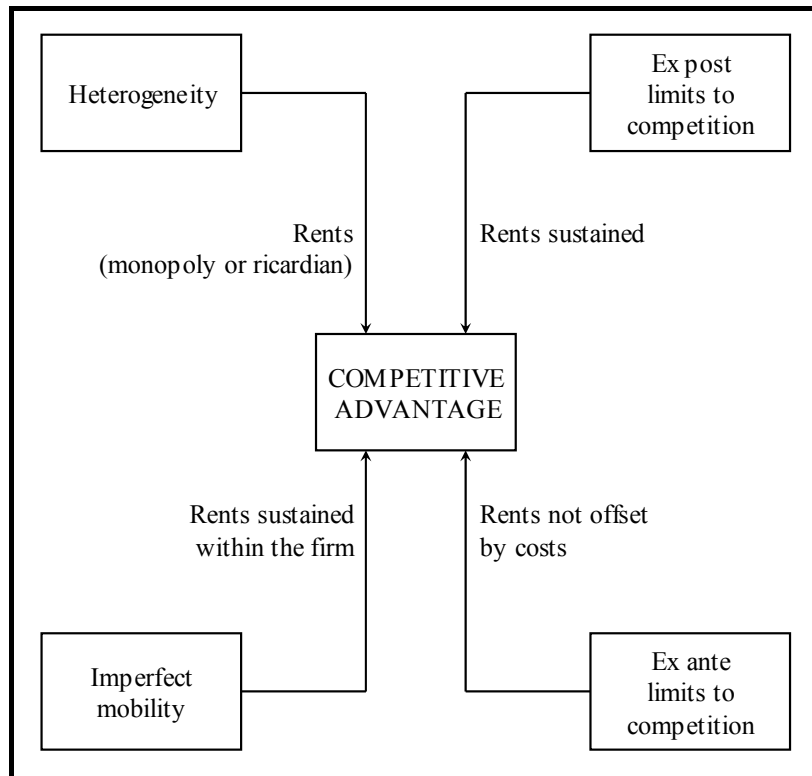 Heterogeneity
Ex post
limits to
competition
Rents
(monopoly or ricardian)
Rents sustained
COMPETITIVE
ADVANTAGE
Rents sustained
within the firm
Rents not offset
by costs
Imperfect
mobility
Ex ante
limits to
competition